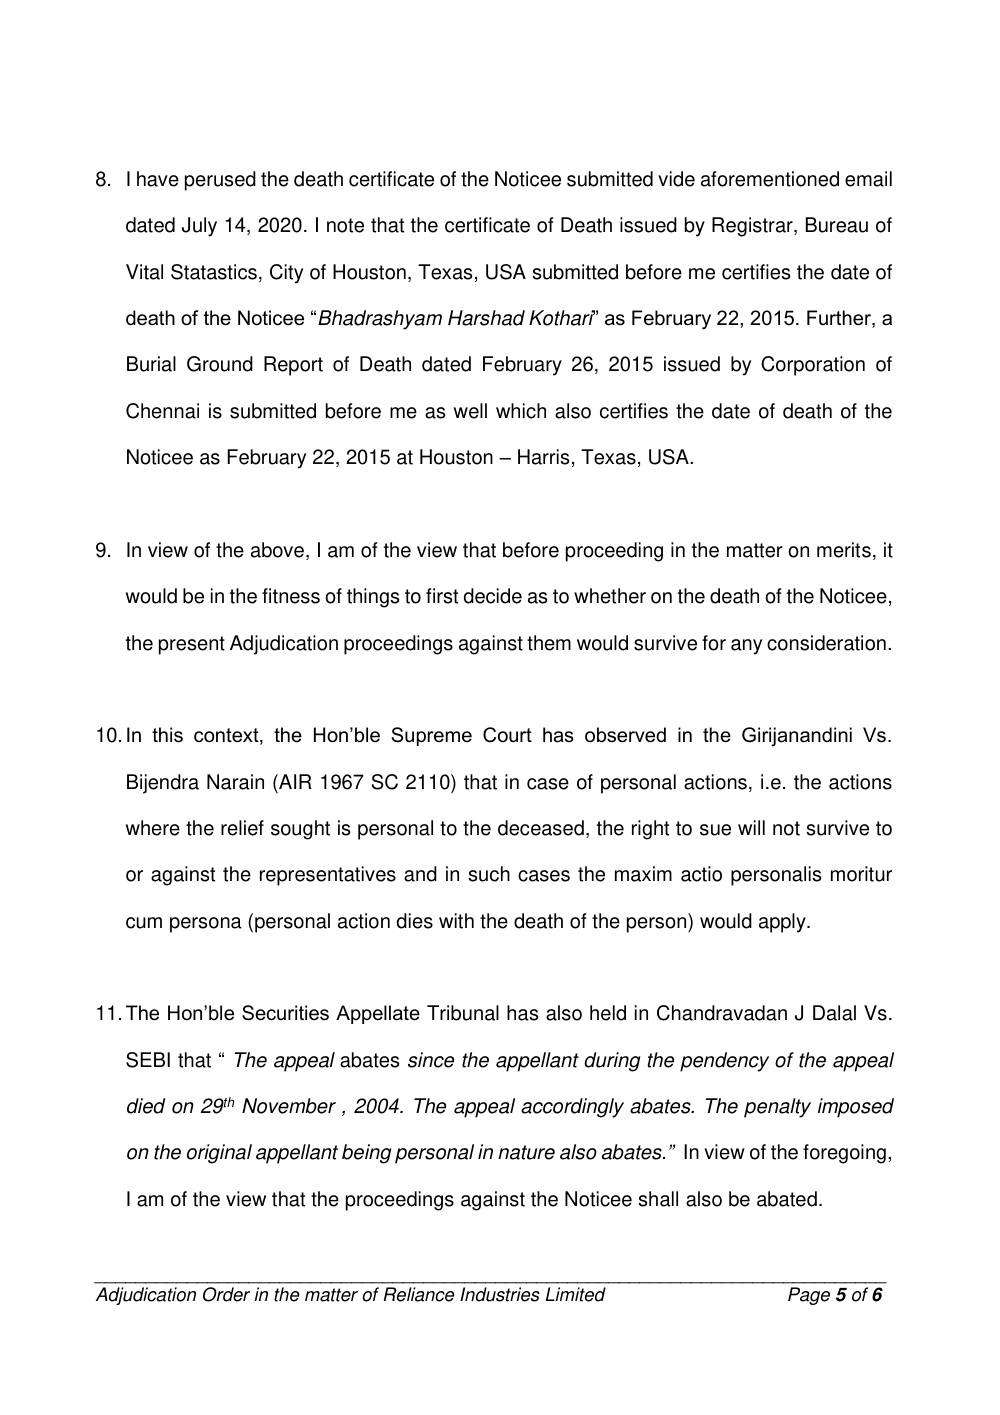 8. I have perused the death certificate of the Noticee submitted vide aforementioned email
dated July 14, 2020. I note that the certificate of Death issued by Registrar, Bureau of
Vital Statastics, City of Houston, Texas, USA submitted before me certifies the date of
death of the Noticee “Bhadrashyam Harshad Kothari” as February 22, 2015. Further, a
Burial Ground Report of Death dated February 26, 2015 issued by Corporation of
Chennai is submitted before me as well which also certifies the date of death of the
Noticee as February 22, 2015 at Houston – Harris, Texas, USA.
9. In view of the above, I am of the view that before proceeding in the matter on merits, it
would be in the fitness of things to first decide as to whether on the death of the Noticee,
the present Adjudication proceedings against them would survive for any consideration.
10. In this context, the Hon’ble Supreme Court has observed in the Girijanandini Vs.
Bijendra Narain (AIR 1967 SC 2110) that in case of personal actions, i.e. the actions
where the relief sought is personal to the deceased, the right to sue will not survive to
or against the representatives and in such cases the maxim actio personalis moritur
cum persona (personal action dies with the death of the person) would apply.
11. The Hon’ble Securities Appellate Tribunal has also held in Chandravadan J Dalal Vs.
SEBI that “ The appeal abates since the appellant during the pendency of the appeal
died on 29th November , 2004. The appeal accordingly abates. The penalty imposed
on the original appellant being personal in nature also abates.” In view of the foregoing,
I am of the view that the proceedings against the Noticee shall also be abated.
Adjudication Order in the matter of Reliance Industries Limited Page 5 of 6